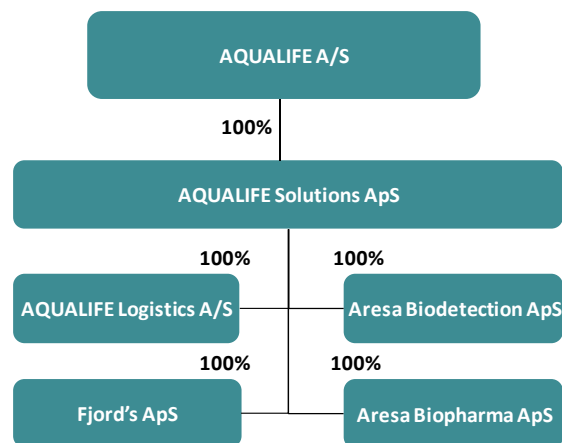 AQUALIFE A/S
100%
AQUALIFE Solutions ApS
100% 100%
AQUALIFE Logistics A/S Aresa Biodetection ApS
100% 100%
Fjord’s ApS Aresa Biopharma ApS